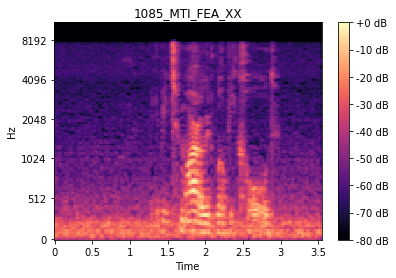 1085_MTI_FEA_XX
+0 dB
8192
-10 dB
4096
-20 dB
-30 dB
2048
Hz
-40 dB
1024
-50 dB
512
-60 dB
-70 dB
0
-80 dB
0 0.5 1 1.5 2 2.5 3 3.5
Time